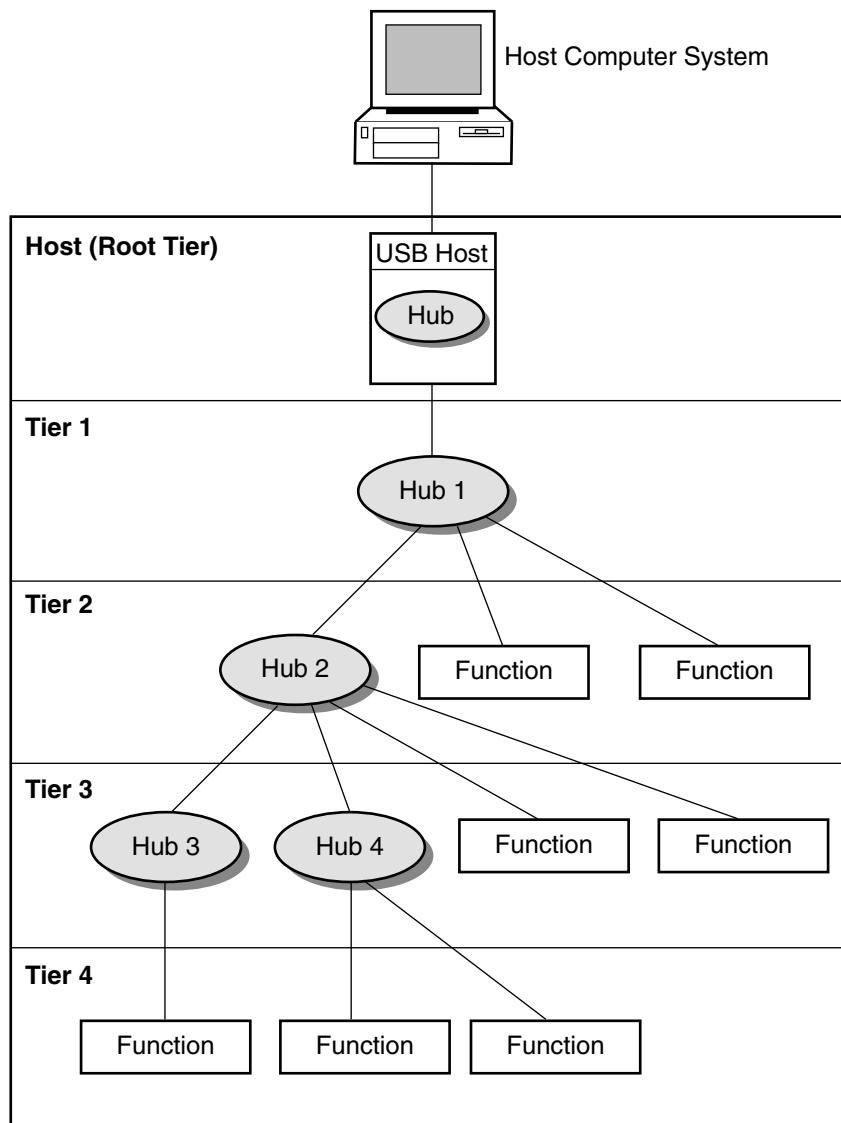 Host Computer System
Host (Root Tier)
USB Host
Hub
Tier 1
Hub 1
Tier 2
Hub 2
Function
Function
Tier 3
Hub 3
Hub 4
Function
Function
Tier 4
Function
Function
Function